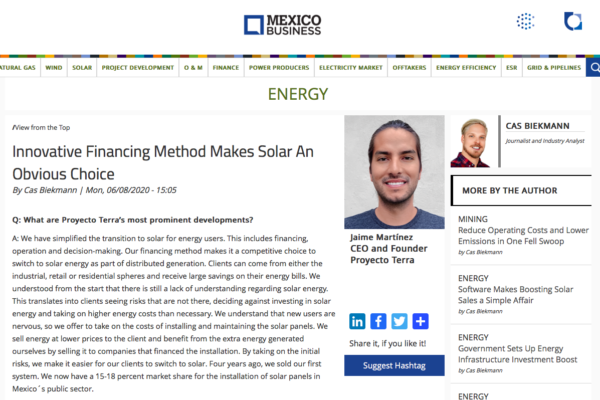 MEXICO
BUSINESS
ATURAL GAS
WIND
SOLAR
PROJECT DEVELOPMENT
O & M
FINANCE
POWER PRODUCERS
ELECTRICITY MARKET
OFFTAKERS
ENERGY EFFICIENCY
ESR
GRID & PIPELINES
ENERGY
/View from the Top
Innovative Financing Method Makes Solar An
Obvious Choice
By Cas Biekmann | Mon, 06/08/2020 - 15:05
Q: What are Proyecto Terra's most prominent developments?
A: We have simplified the transition to solar for energy users. This includes financing,
operation and decision-making. Our financing method makes it a competitive choice to
switch to solar energy as part of distributed generation. Clients can come from either the
industrial, retail or residential spheres and receive large savings on their energy bills. We
understood from the start that there is still a lack of understanding regarding solar energy.
This translates into clients seeing risks that are not there, deciding against investing in solar
energy and taking on higher energy costs than necessary. We understand that new users are
nervous, so we offer to take on the costs of installing and maintaining the solar panels. We
sell energy at lower prices to the client and benefit from the extra energy generated
ourselves by selling it to companies that financed the installation. By taking on the initial
risks, we make it easier for our clients to switch to solar. Four years ago, we sold our first
system. We now have a 15-18 percent market share for the installation of solar panels in
Mexico´s public sector.
Jaime Martínez
CEO and Founder
Proyecto Terra
Share it, if you like it!
Suggest Hashtag
CAS BIEKMANN
Journalist and Industry Analyst
MORE BY THE AUTHOR
MINING
Reduce Operating Costs and Lower
Emissions in One Fell Swoop
by Cas Biekmann
ENERGY
Software Makes Boosting Solar
Sales a Simple Affair
by Cas Biekmann
ENERGY
Government Sets Up Energy
Infrastructure Investment Boost
by Cas Biekmann
ENERGY